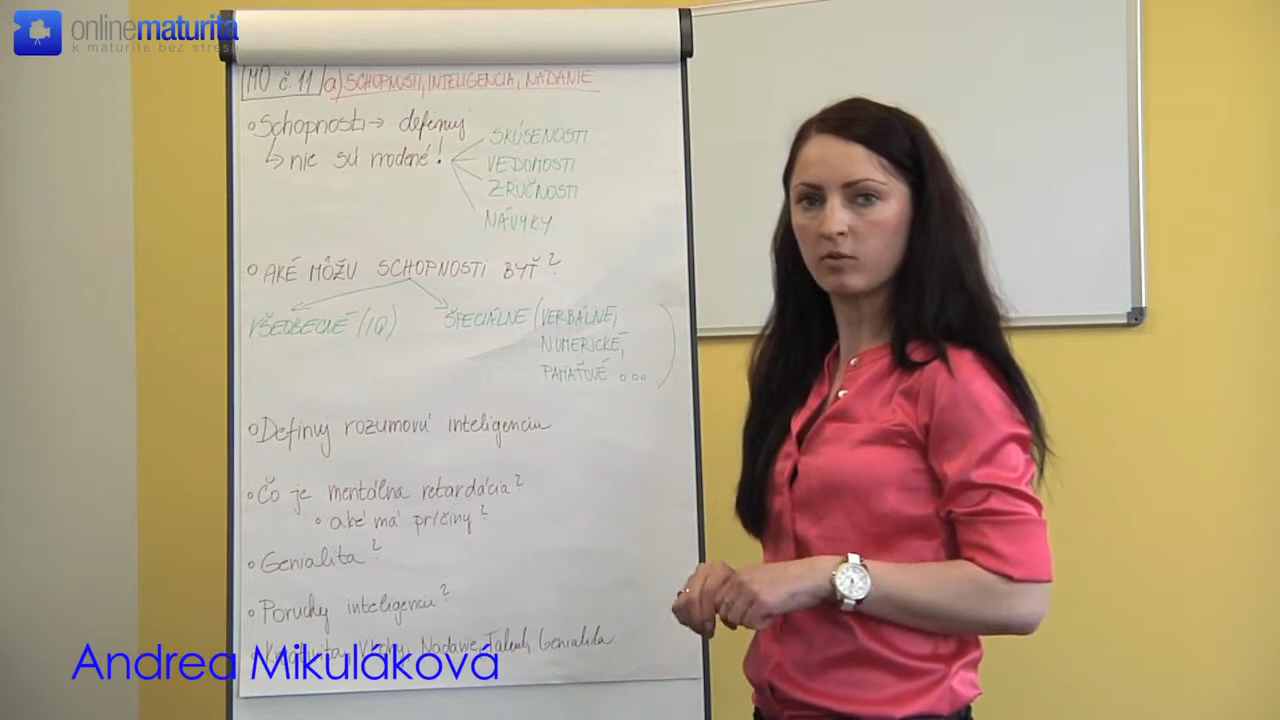 onlinematurita
k maturite bez stresu
MO č. 11 a) SCHOPNOSTI, INTELIGENCIA, NADANIE
Schopnosti → definuj
↳ nie sú vrodené!
SKÚSENOSTI
VEDOMOSTI
ZRUČNOSTI
NÁVYKY
AKÉ MÔŽU SCHOPNOSTI BYŤ?
VŠEOBECNÉ (IQ)
ŠPECIÁLNE (VERBÁLNE,
NUMERICKÉ,
PAMAŤOVÉ ...)
Definuj rozumovú inteligenciu
Čo je mentálna retardácia?
aké má príčiny?
Genialita?
Poruchy inteligencie?
Vlohy, Nadanie, Talent, Genialita
Andrea Mikuláková